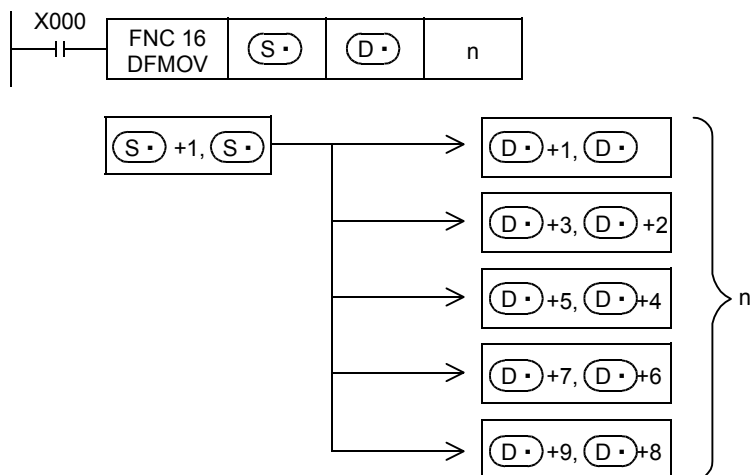 X000
FNC 16
DFMOV
S・
D・
n
S・ +1, S・
D・+1, D・
D・+3, D・ +2
D・+5, D・+4
D・+7, D・+6
D・+9, D・+8
n